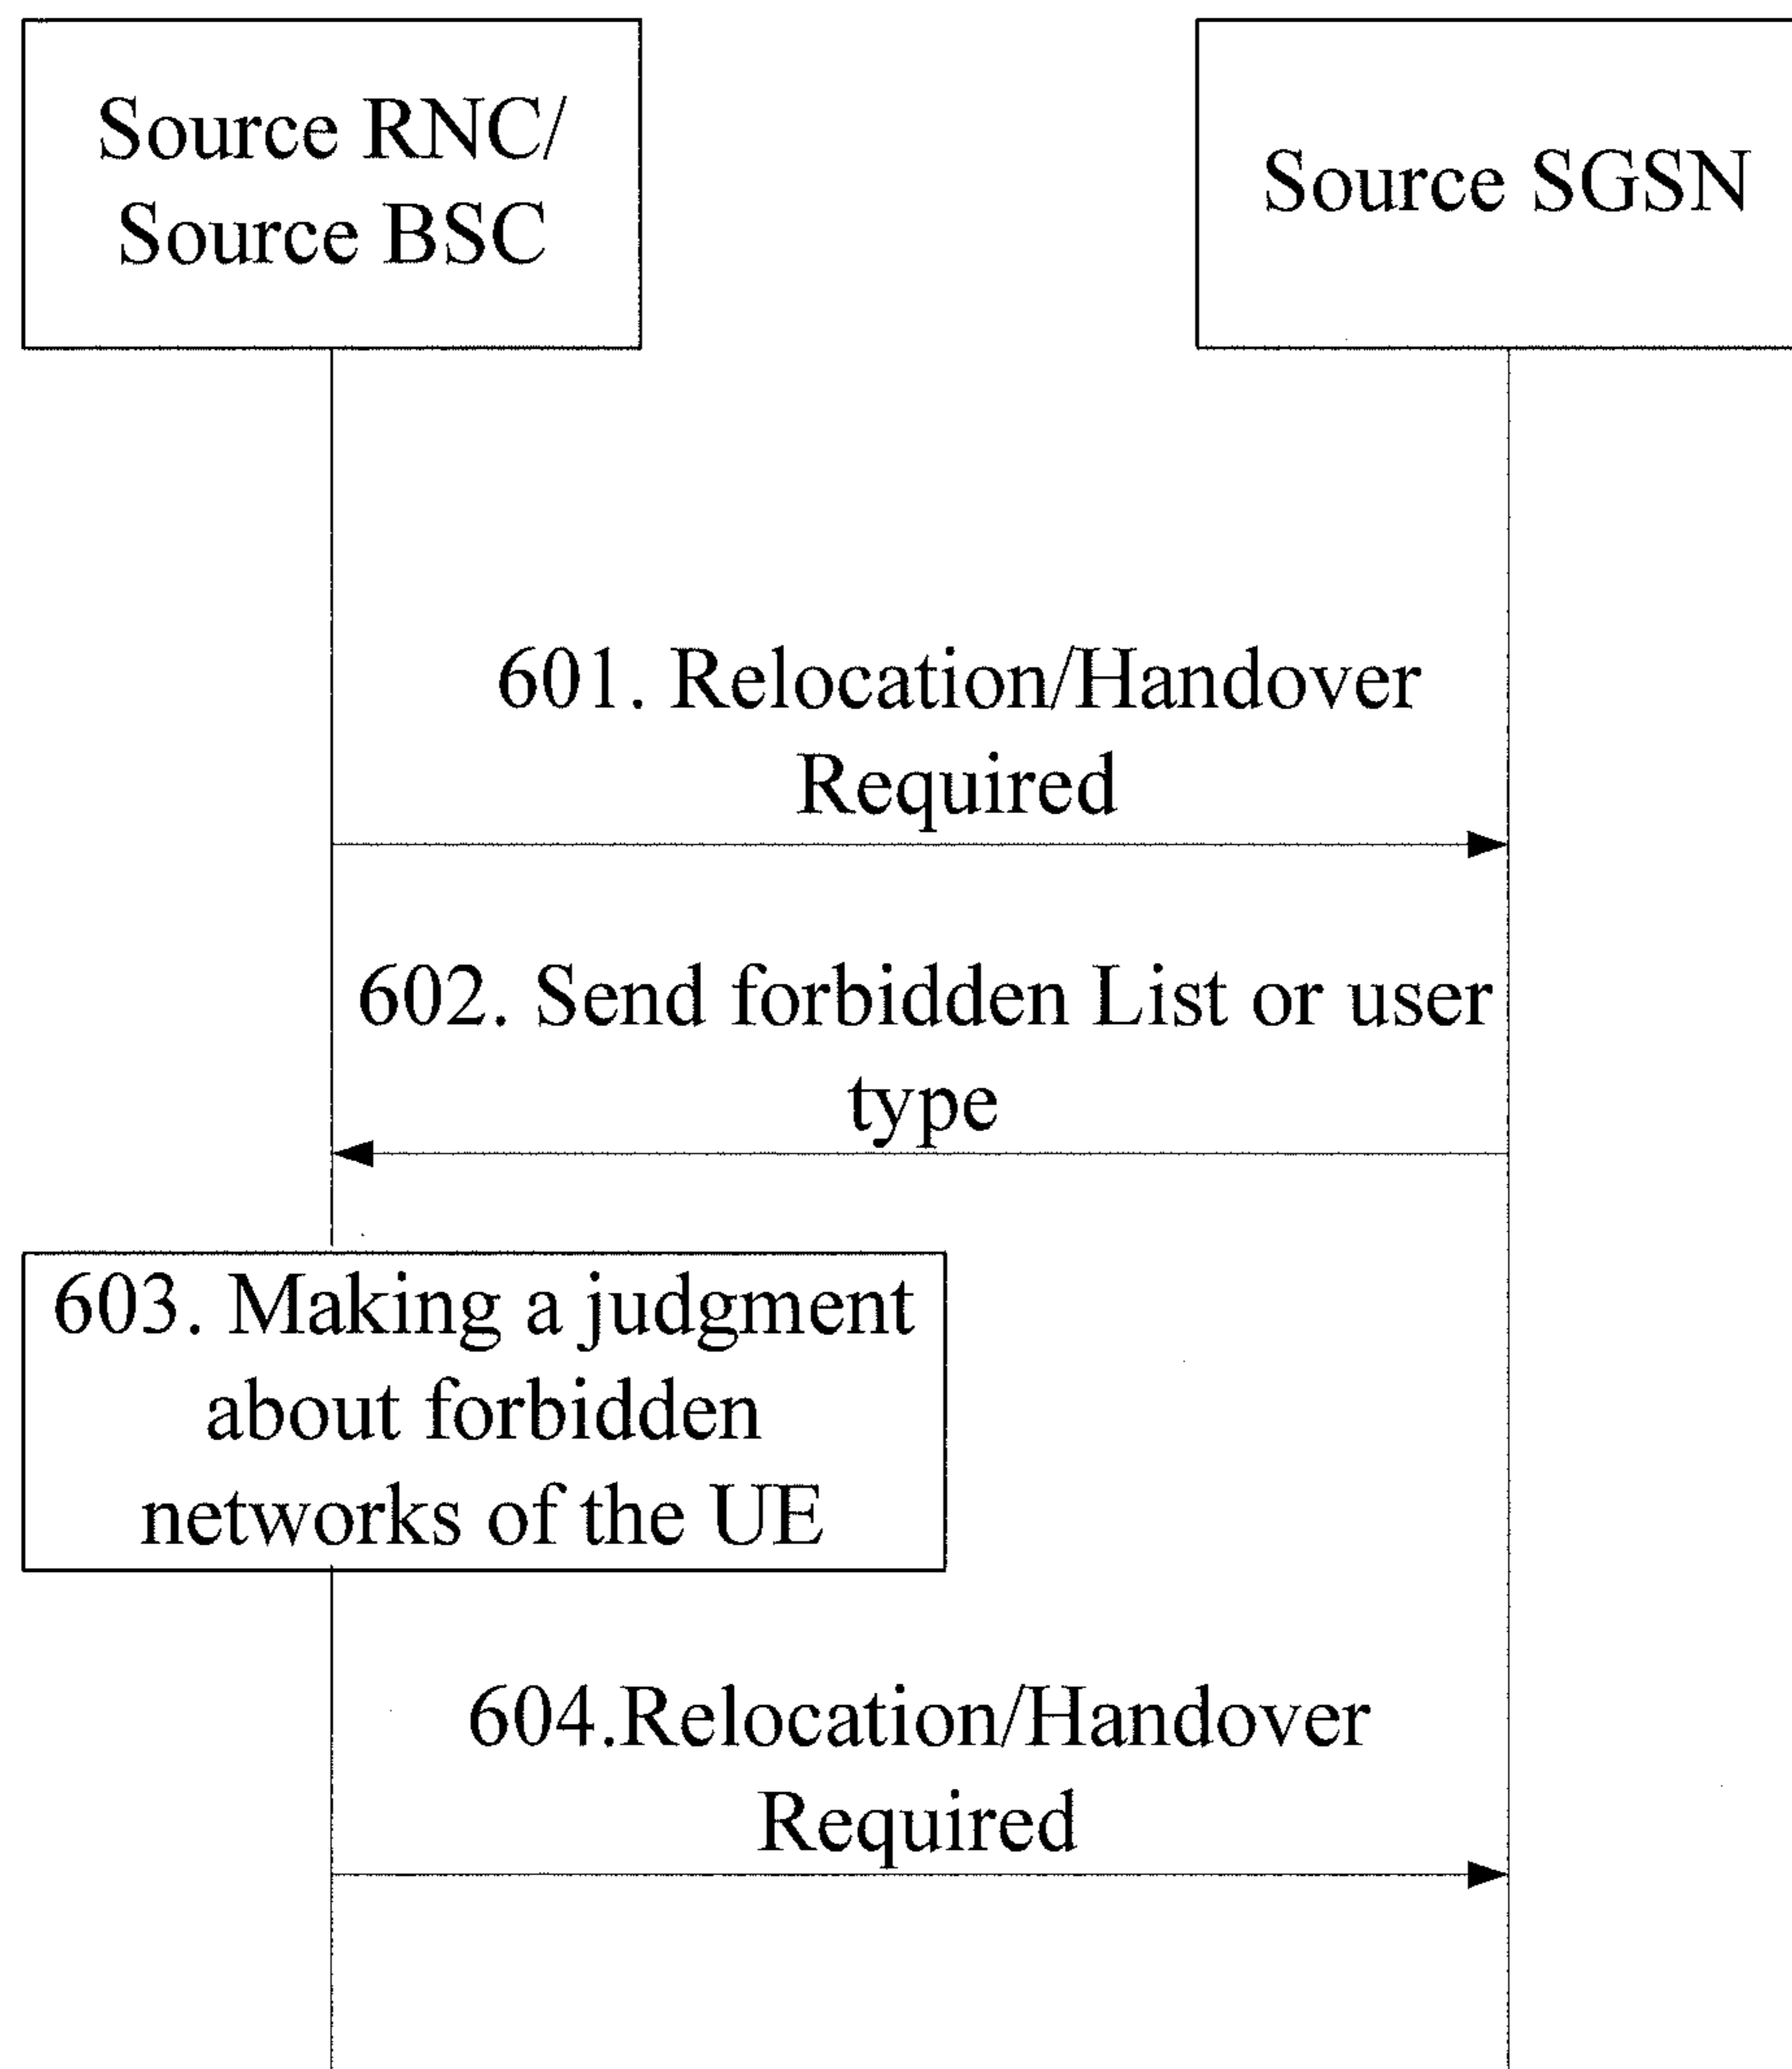 Source RNC/
Source BSC
Source SGSN
601. Relocation/Handover
Required
602. Send forbidden List or user
type
603. Making a judgment
about forbidden
networks of the UE
604.Relocation/Handover
Required